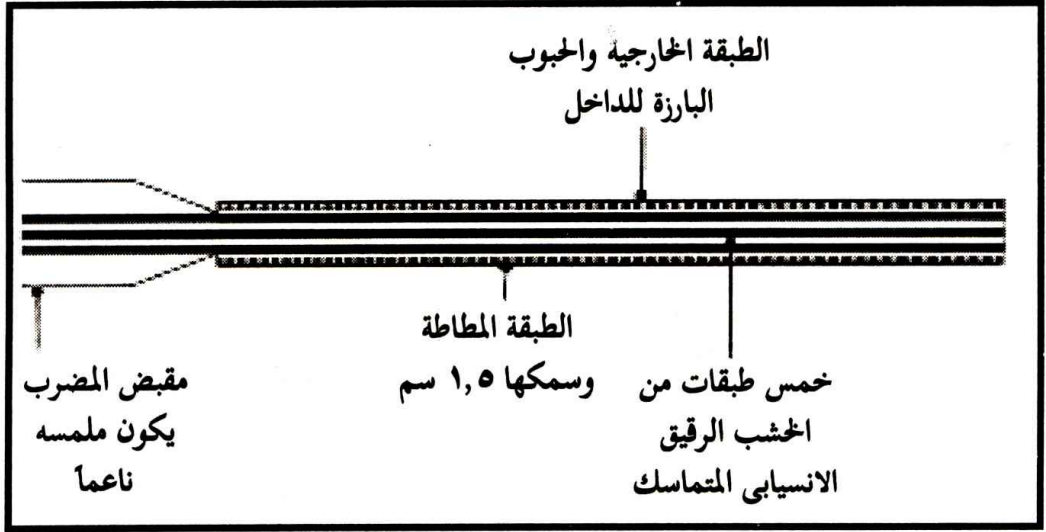 الطبقة الخارجية والحبوب
البارزة للداخل
الطبقة المطاطة
وسمكها ١,٥ سم
خمس طبقات من
الخشب الرقيق
الانسيابى المتماسك
مقبض المضرب
يكون ملمسه
ناعماً